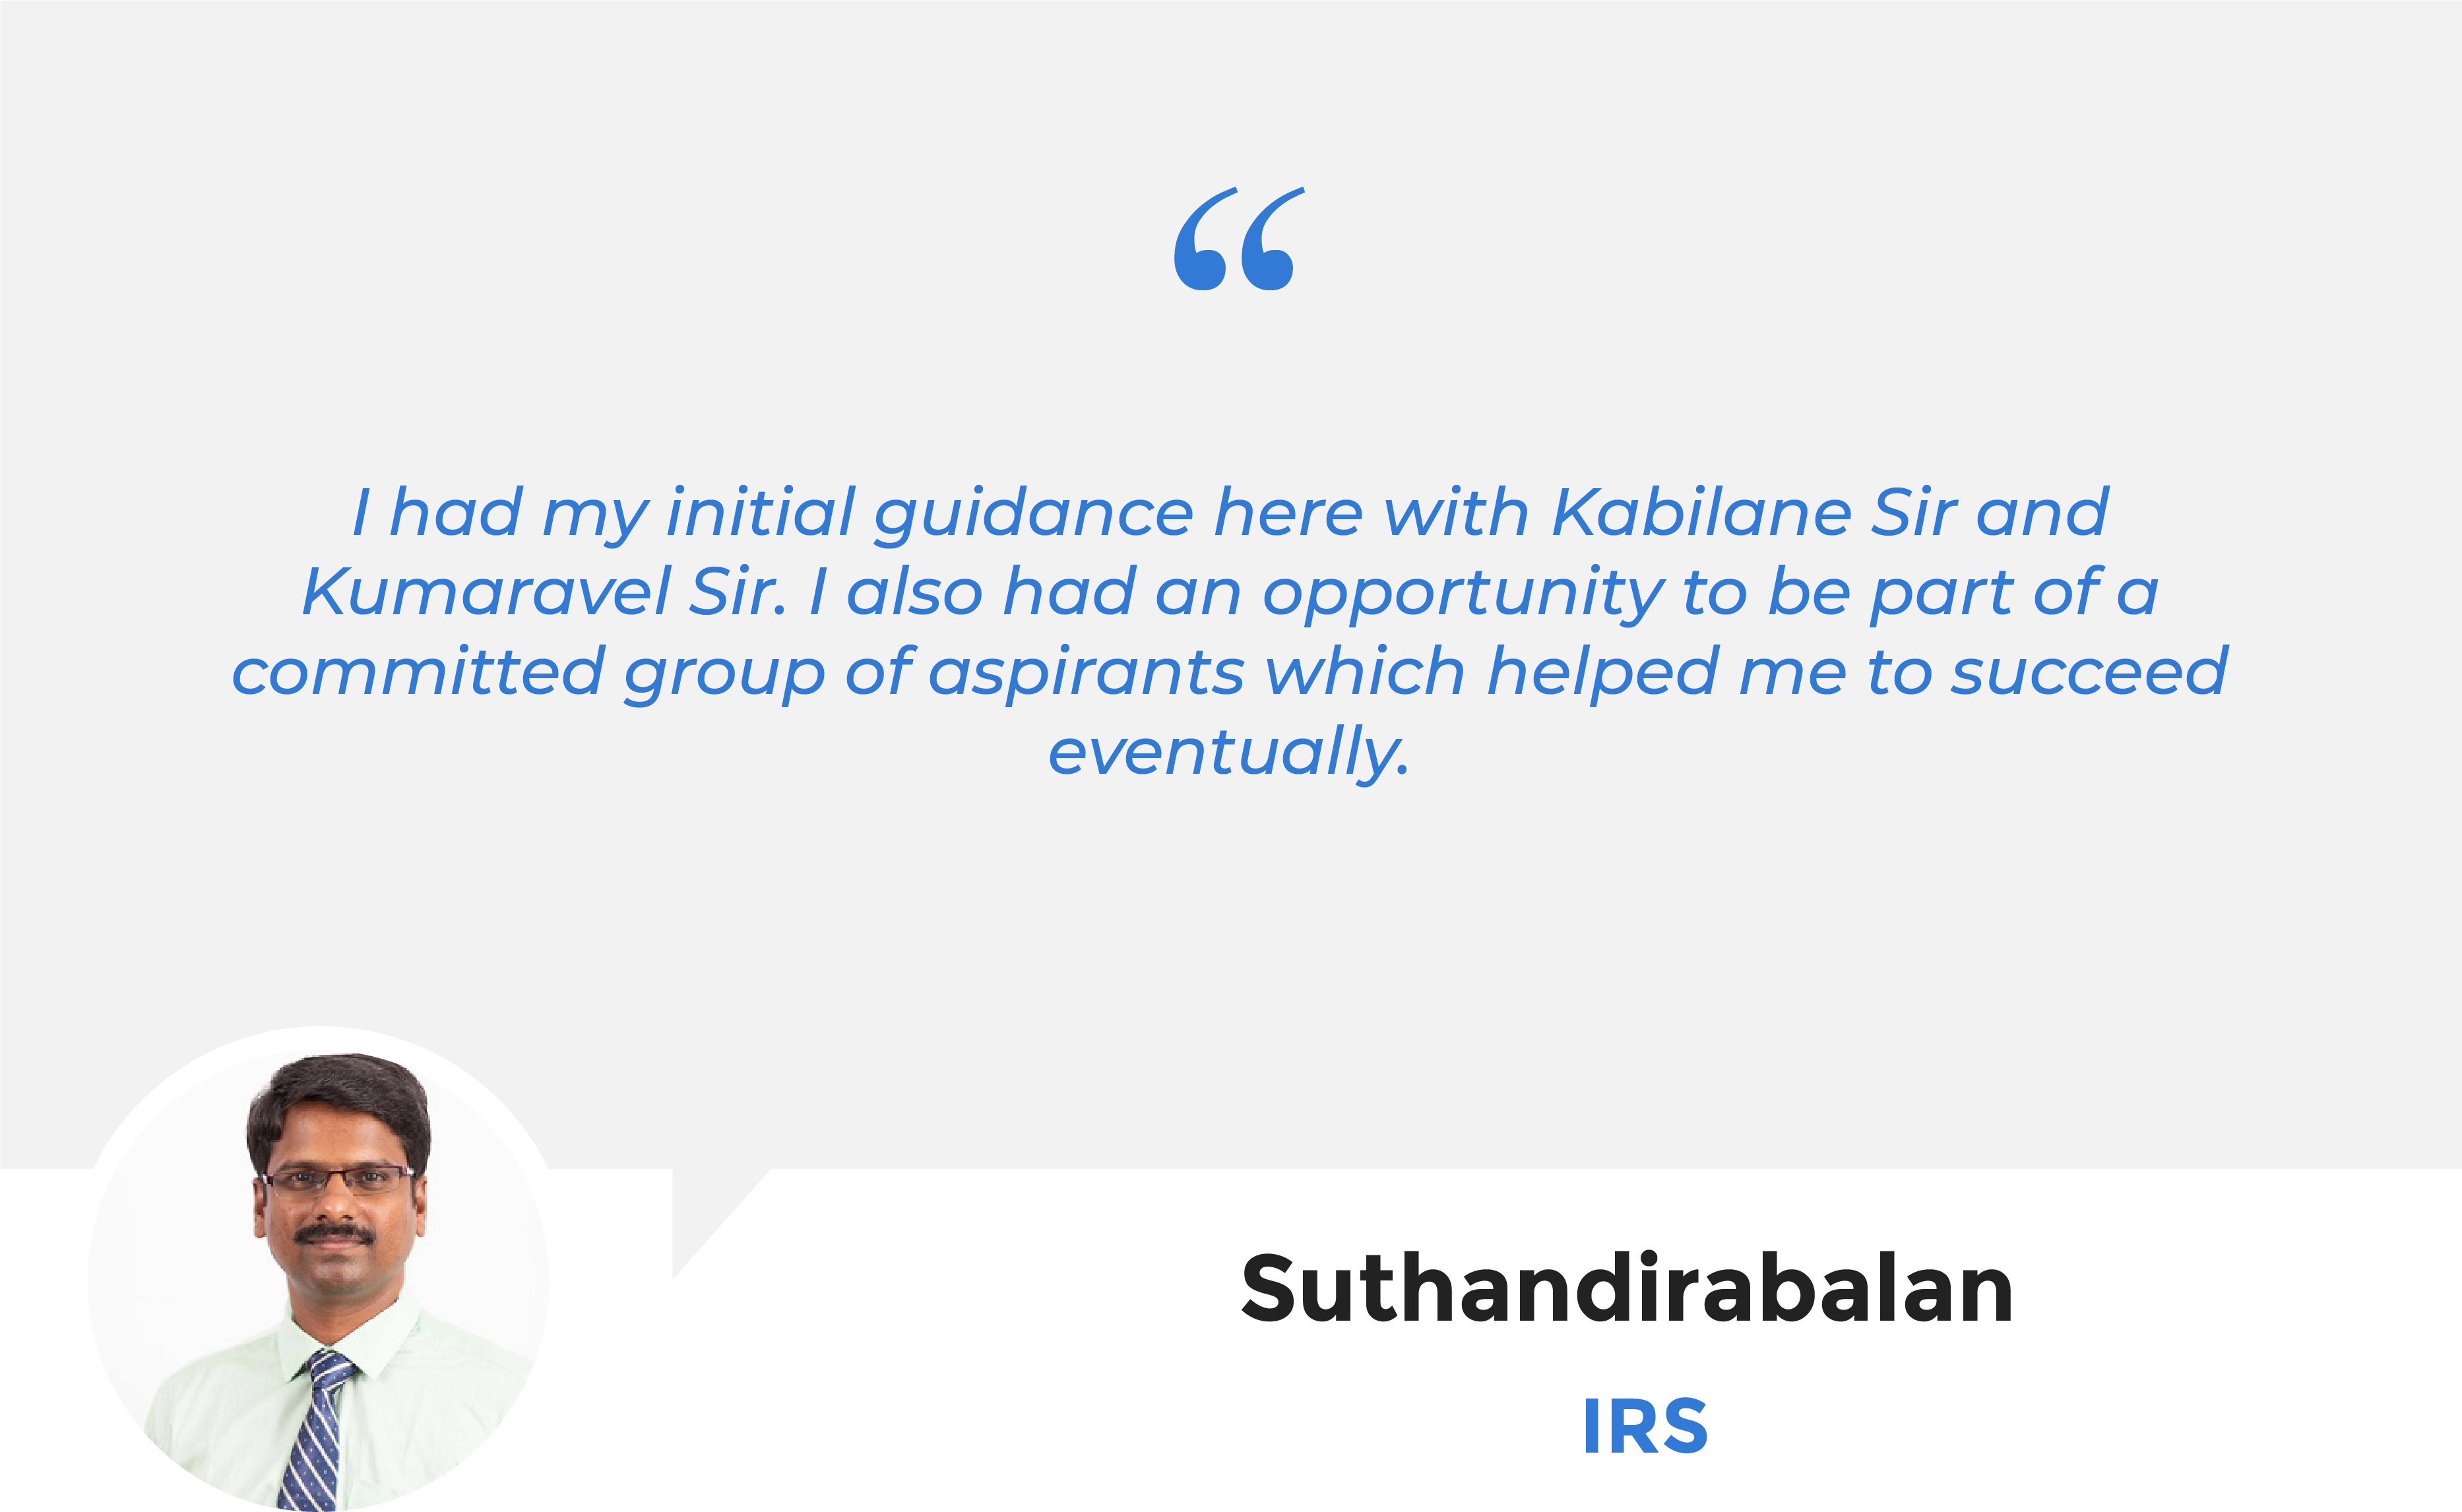 “
I had my initial guidance here with Kabilane Sir and
Kumaravel Sir. I also had an opportunity to be part of a
committed group of aspirants which helped me to succeed
eventually.
Suthandirabalan
IRS